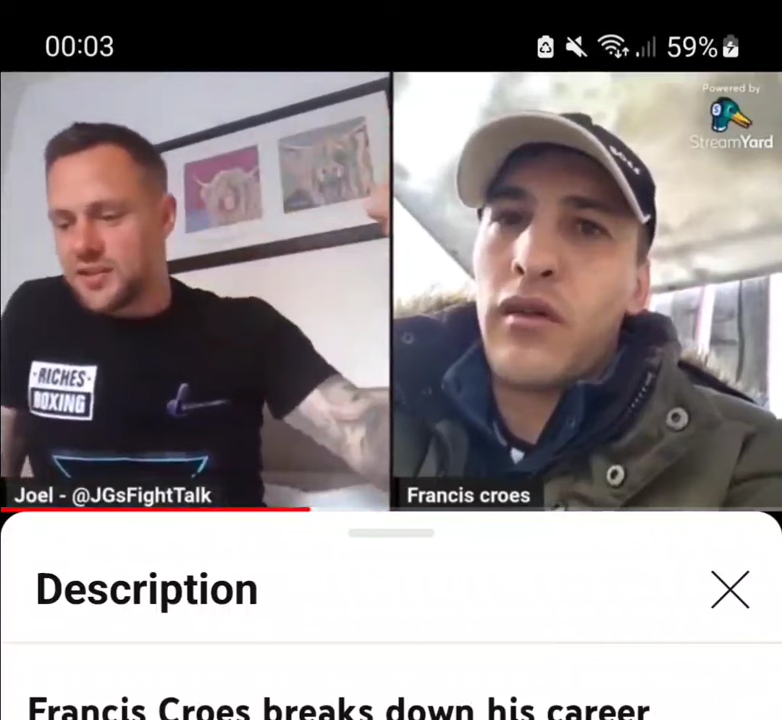 00:03
59%
Powered by
StreamYard
BOSS
RICHES
BOXING
Joel - @JGsFightTalk
Francis croes
Description
Francis Croes breaks down his career